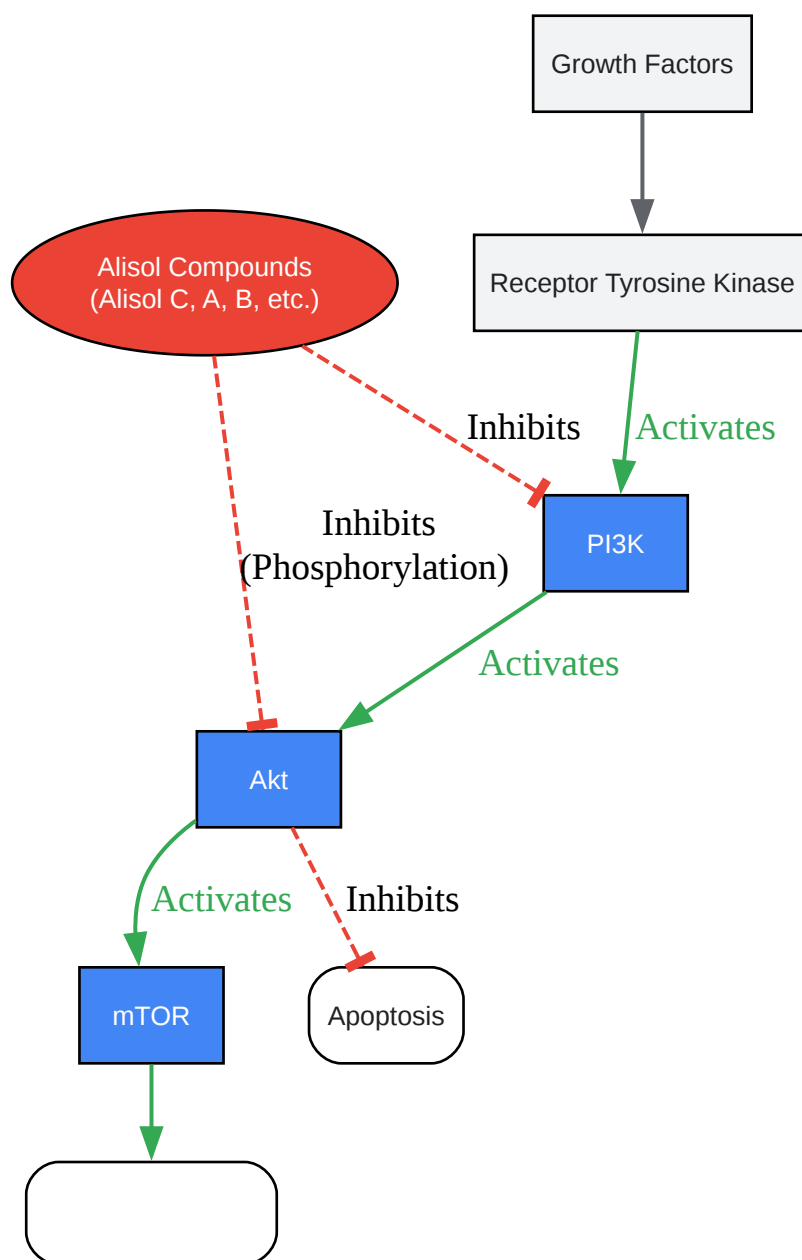 Growth Factors
Alisol Compounds
(Alisol C, A, B, etc.)
Receptor Tyrosine Kinase
Inhibits
Activates
Inhibits
(Phosphorylation)
PI3K
Activates
Akt
Activates
Inhibits
mTOR
Apoptosis